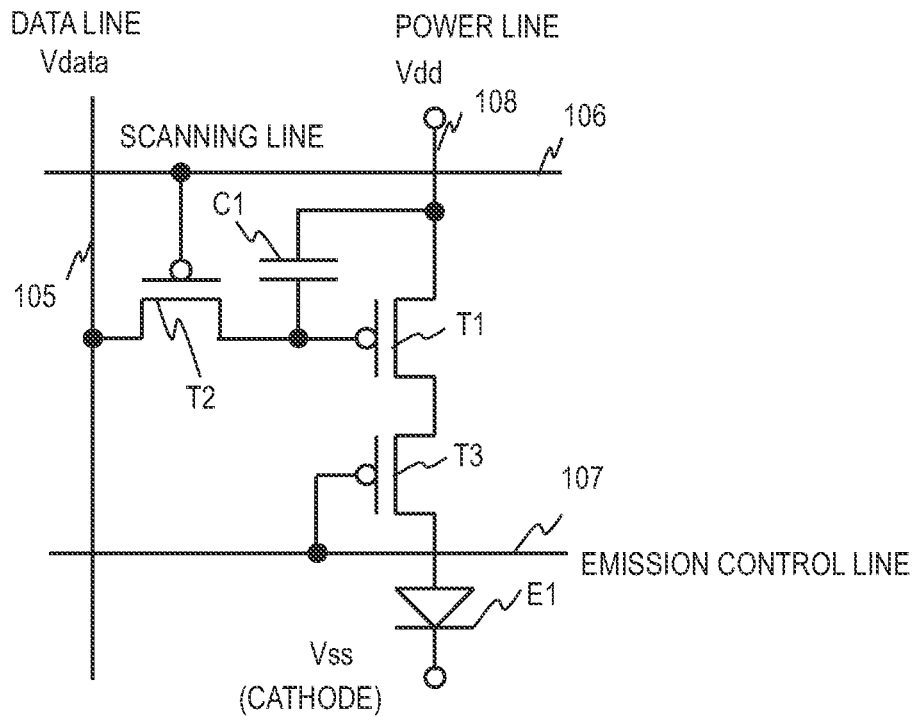 DATA LINE
Vdata
POWER LINE
Vdd
108
106
SCANNING LINE
C1
105
T1
T2
T3
107
EMISSION CONTROL LINE
E1
Vss
(CATHODE)